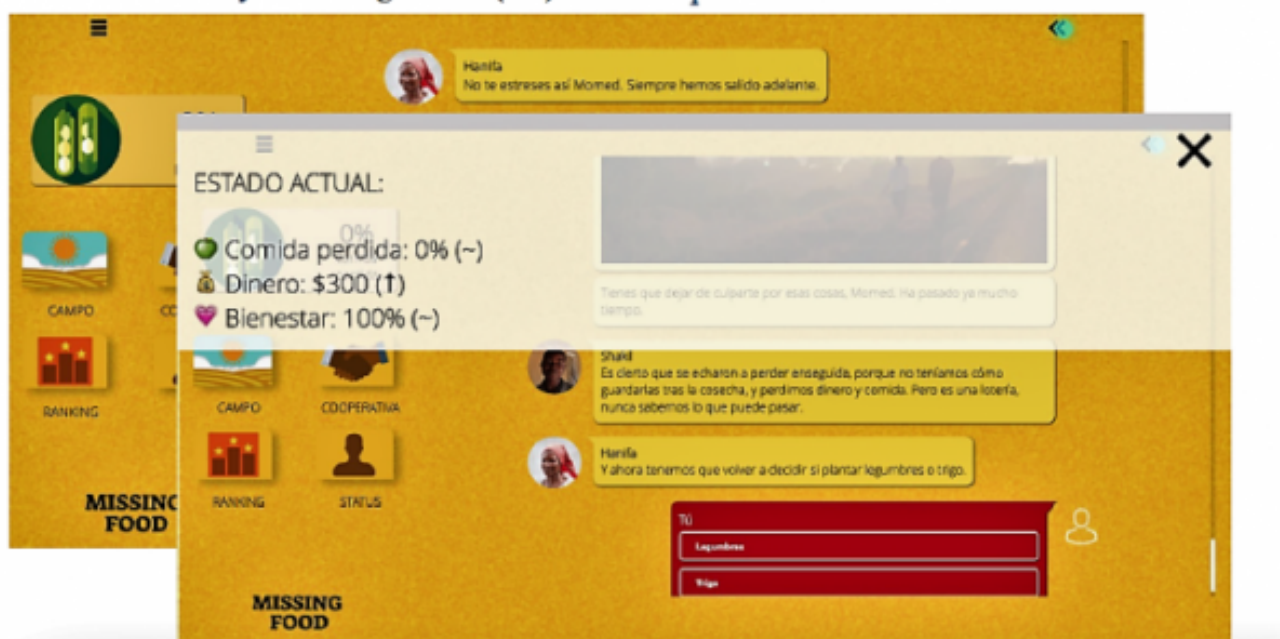 Hanifa
No te estreses así Momed. Siempre hemos salido adelante.
CAMPO
RANKING
MISSING
FOOD
ESTADO ACTUAL:
0%
Comida perdida: 0% (~)
Dinero: $300 (↑)
Bienestar: 100% (~)
Tienes que dejar de culparte por esas cosas, Momed. Ha pasado ya mucho
tiempo.
Shakil
Es cierto que se echaron a perder enseguida, porque no teníamos cómo
guardarlas tras la cosecha, y perdimos dinero y comida. Pero es una lotería,
nunca sabemos lo que puede pasar.
Hanifa
Y ahora tenemos que volver a decidir si plantar legumbres o trigo.
Tú
Legumbres
Trigo
CAMPO
COOPERATIVA
RANKING
STATUS
MISSING
FOOD